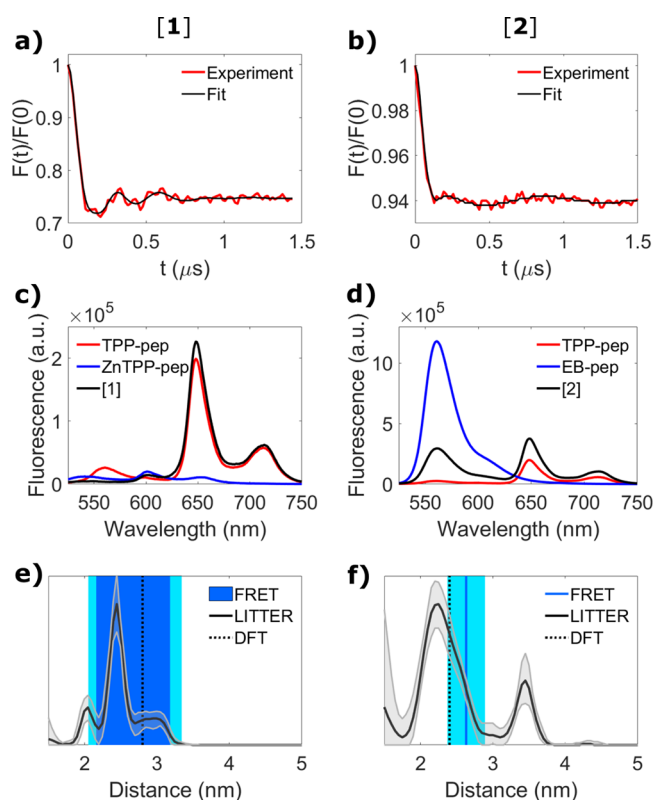 [1] [2]
a) b)
Experiment
Fit
F(t)/F(0)
1
0.9
0.8
0.7
0 0.5 1 1.5
t (μs)
Experiment
Fit
F(t)/F(0)
1
0.98
0.96
0.94
0 0.5 1 1.5
t (μs)
c) d)
×10⁵
TPP-pep
ZnTPP-pep
[1]
Fluorescence (a.u.)
2
1
0
550 600 650 700 750
Wavelength (nm)
×10⁵
TPP-pep
EB-pep
[2]
Fluorescence (a.u.)
10
5
0
550 600 650 700 750
Wavelength (nm)
e) f)
FRET
LITTER
DFT
2 3 4 5
Distance (nm)
FRET
LITTER
DFT
2 3 4 5
Distance (nm)